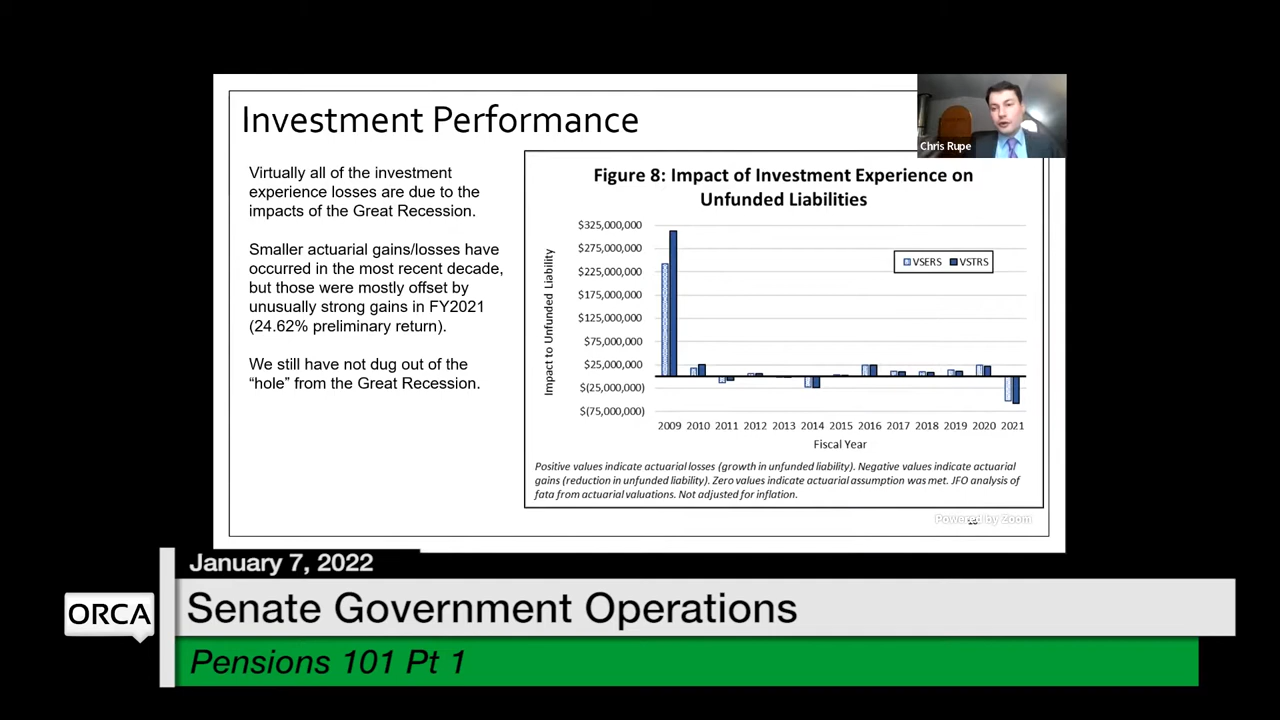 Investment Performance
Chris Rupe
Virtually all of the investment
experience losses are due to the
impacts of the Great Recession.
Smaller actuarial gains/losses have
occurred in the most recent decade,
but those were mostly offset by
unusually strong gains in FY2021
(24.62% preliminary return).
We still have not dug out of the
“hole” from the Great Recession.
Figure 8: Impact of Investment Experience on
Unfunded Liabilities
Impact to Unfunded Liability
$325,000,000
$275,000,000
$225,000,000
$175,000,000
$125,000,000
$75,000,000
$25,000,000
$(25,000,000)
$(75,000,000)
VSERS VSTRS
2009 2010 2011 2012 2013 2014 2015 2016 2017 2018 2019 2020 2021
Fiscal Year
Positive values indicate actuarial losses (growth in unfunded liability). Negative values indicate actuarial
gains (reduction in unfunded liability). Zero values indicate actuarial assumption was met. JFO analysis of
fata from actuarial valuations. Not adjusted for inflation.
Powered by Zoom
January 7, 2022
ORCA
Senate Government Operations
Pensions 101 Pt 1